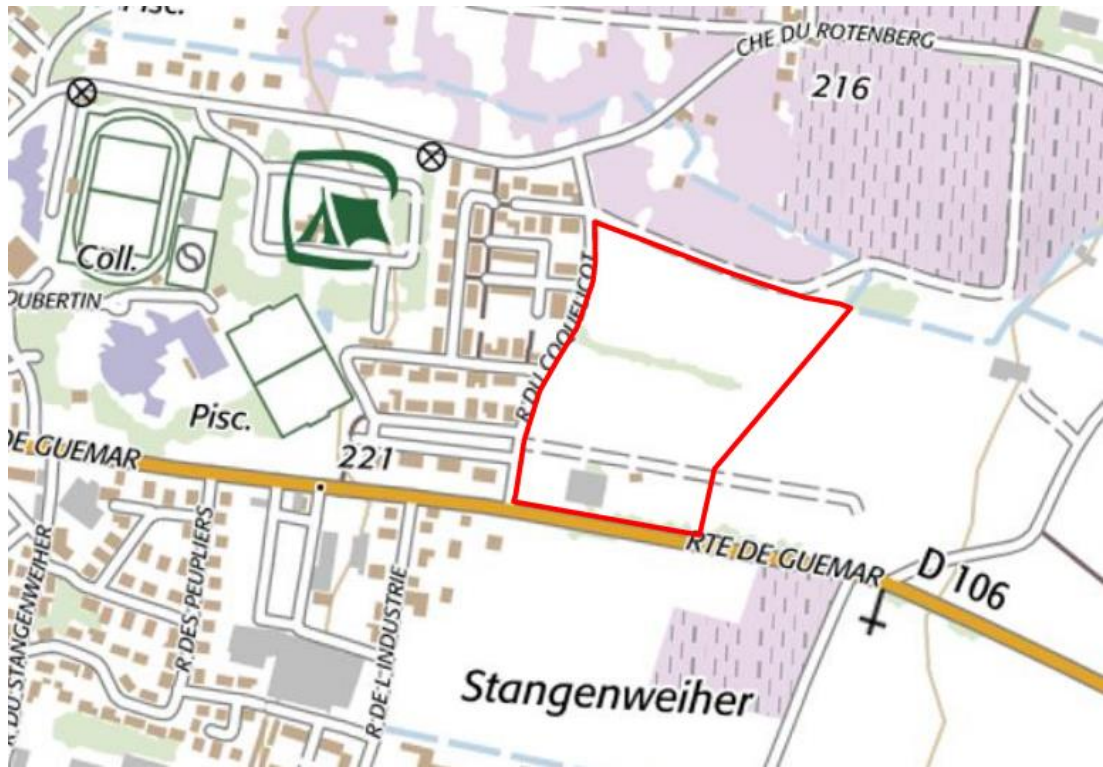 Pisc.
CHE DU ROTENBERG
216
Coll.
OUBERTIN
R. DU COQUELICOT
Pisc.
DE GUEMAR
221
RTE DE GUEMAR
D 106
R. DU STANGENWEIHER
R. DES PEUPLIERS
R. DE L'INDUSTRIE
Stangenweiher